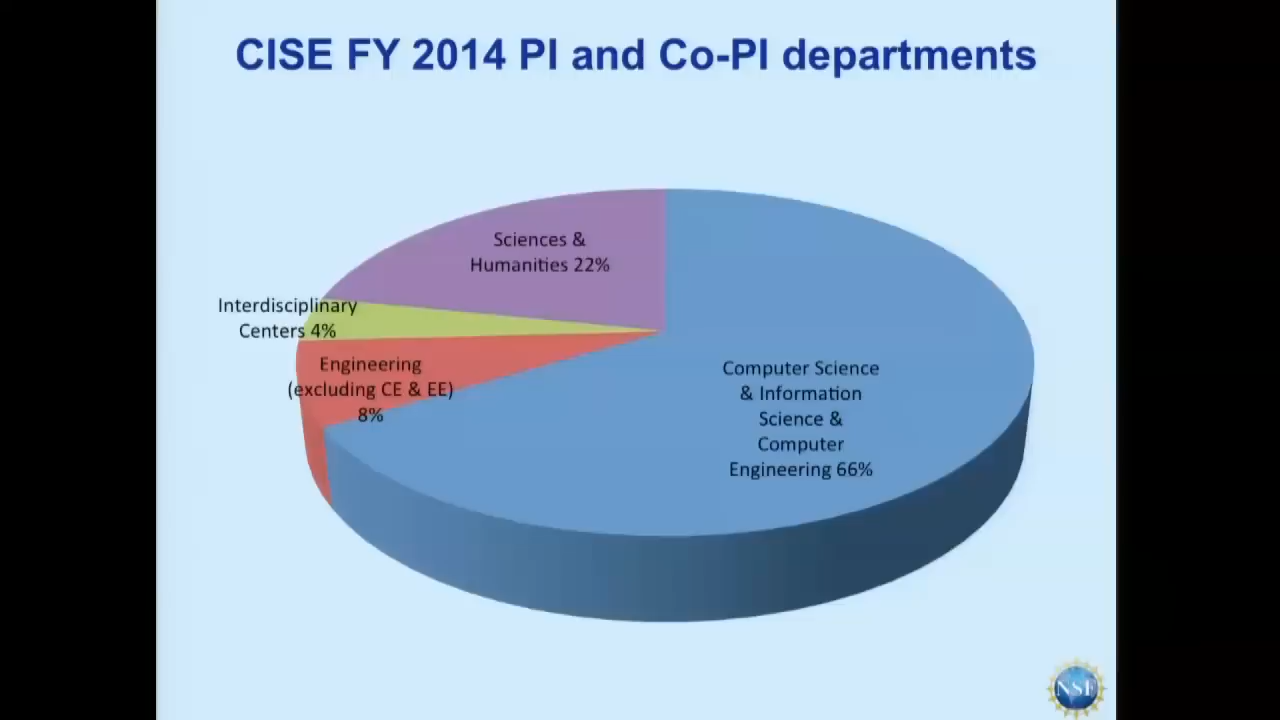 CISE FY 2014 PI and Co-PI departments
Sciences &
Humanities 22%
Interdisciplinary
Centers 4%
Engineering
(excluding CE & EE)
8%
Computer Science
& Information
Science &
Computer
Engineering 66%
NSF